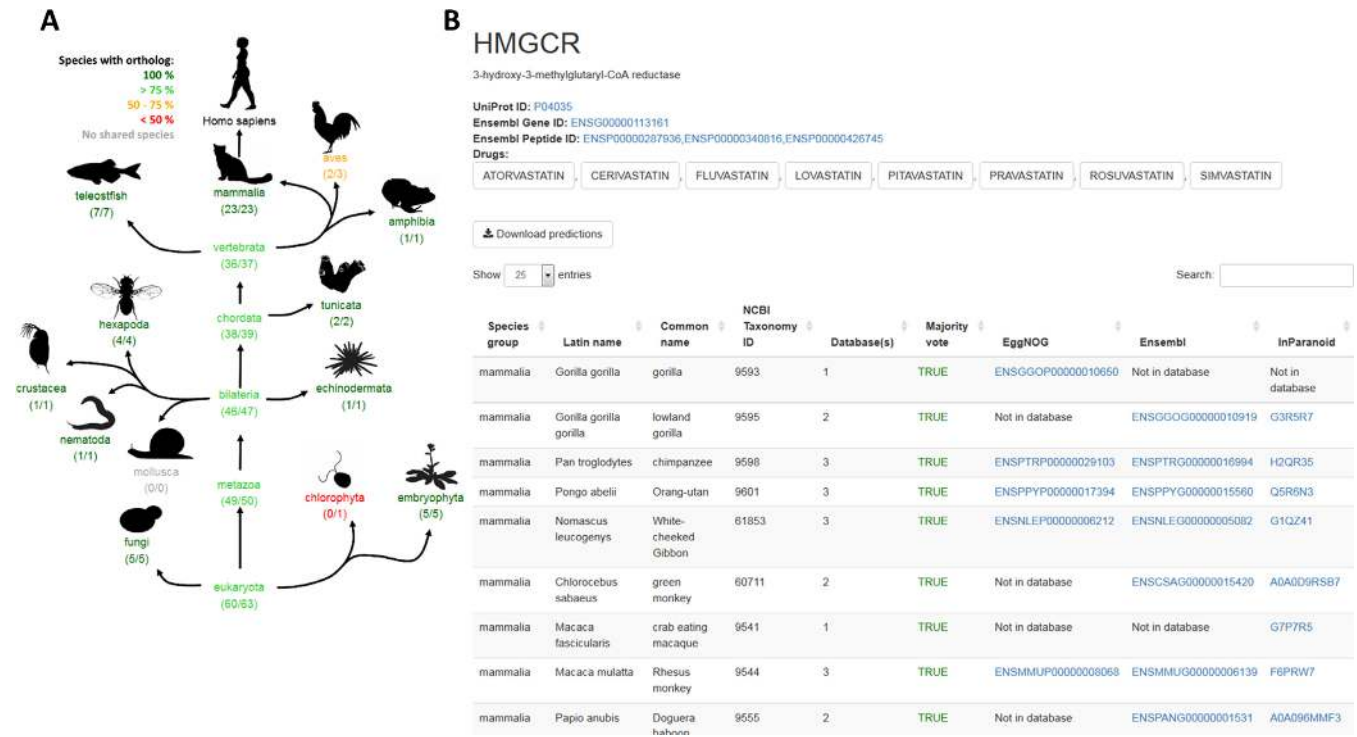 A
Species with ortholog:
100 %
> 75 %
50 - 75 %
< 50 %
No shared species
Homo sapiens
aves
(2/3)
teleostfish
(7/7)
mammalia
(23/23)
amphibia
(1/1)
vertebrata
(36/37)
hexapoda
(4/4)
tunicata
(2/2)
chordata
(38/39)
crustacea
(1/1)
echinodermata
(1/1)
bilateria
(46/47)
nematoda
(1/1)
mollusca
(0/0)
metazoa
(49/50)
chlorophyta
(0/1)
embryophyta
(5/5)
fungi
(5/5)
eukaryota
(60/63)
B
HMGCR
3-hydroxy-3-methylglutaryl-CoA reductase
UniProt ID: P04035
Ensembl Gene ID: ENSG00000113161
Ensembl Peptide ID: ENSP00000287936,ENSP00000340816,ENSP00000426745
Drugs:
ATORVASTATIN , CERIVASTATIN , FLUVASTATIN , LOVASTATIN , PITAVASTATIN , PRAVASTATIN , ROSUVASTATIN , SIMVASTATIN
Download predictions
Show 25 entries Search:
Species group Latin name Common name NCBI Taxonomy ID Database(s) Majority vote EggNOG Ensembl InParanoid
mammalia Gorilla gorilla gorilla 9593 1 TRUE ENSGGOP00000010650 Not in database Not in database
mammalia Gorilla gorilla gorilla lowland gorilla 9595 2 TRUE Not in database ENSGGOG00000010919 G3R5R7
mammalia Pan troglodytes chimpanzee 9598 3 TRUE ENSPTRP00000029103 ENSPTRG00000016994 H2QR35
mammalia Pongo abelii Orang-utan 9601 3 TRUE ENSPPYP00000017394 ENSPPYG00000015560 Q5R6N3
mammalia Nomascus leucogenys White-cheeked Gibbon 61853 3 TRUE ENSNLEP00000006212 ENSNLEG00000005082 G1QZ41
mammalia Chlorocebus sabaeus green monkey 60711 2 TRUE Not in database ENSCSAG00000015420 A0A0D9RSB7
mammalia Macaca fascicularis crab eating macaque 9541 1 TRUE Not in database Not in database G7P7R5
mammalia Macaca mulatta Rhesus monkey 9544 3 TRUE ENSMMUP00000008068 ENSMMUG00000006139 F6PRW7
mammalia Papio anubis Doguera baboon 9555 2 TRUE Not in database ENSPANG00000001531 A0A096MMF3